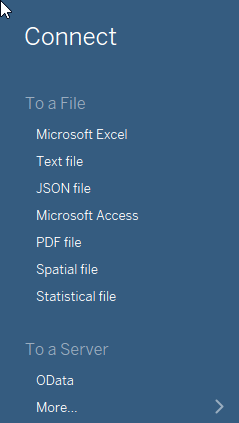 Connect
To a File
Microsoft Excel
Text file
JSON file
Microsoft Access
PDF file
Spatial file
Statistical file
To a Server
OData
More...